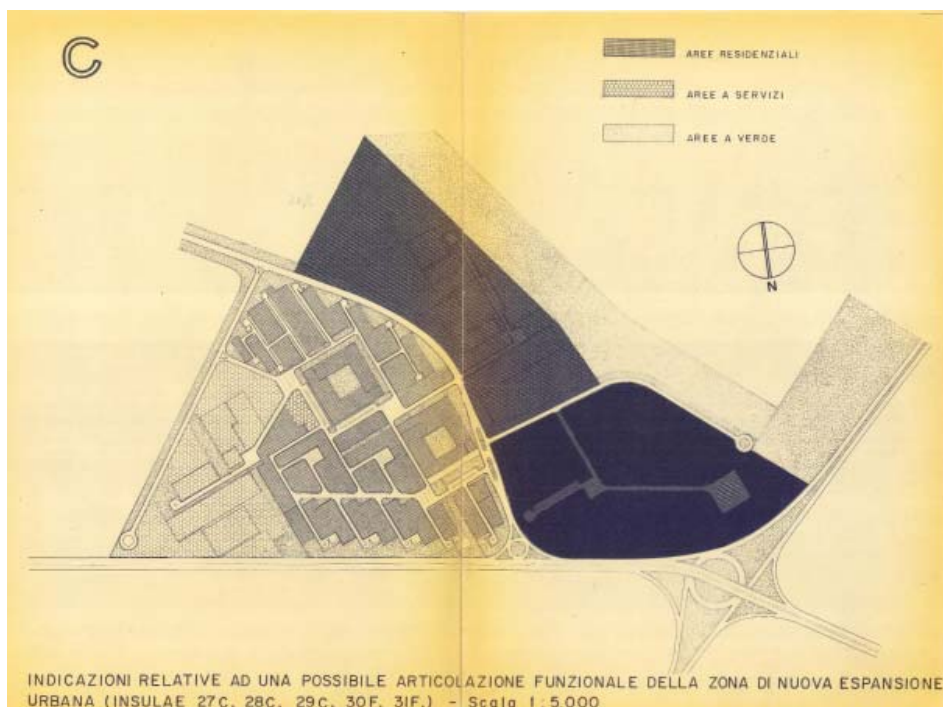 C
AREE RESIDENZIALI
AREE A SERVIZI
AREE A VERDE
N
INDICAZIONI RELATIVE AD UNA POSSIBILE ARTICOLAZIONE FUNZIONALE DELLA ZONA DI NUOVA ESPANSIONE
URBANA (INSULAE 27C, 28C, 29C, 30F, 31F.) - Scala 1:5.000